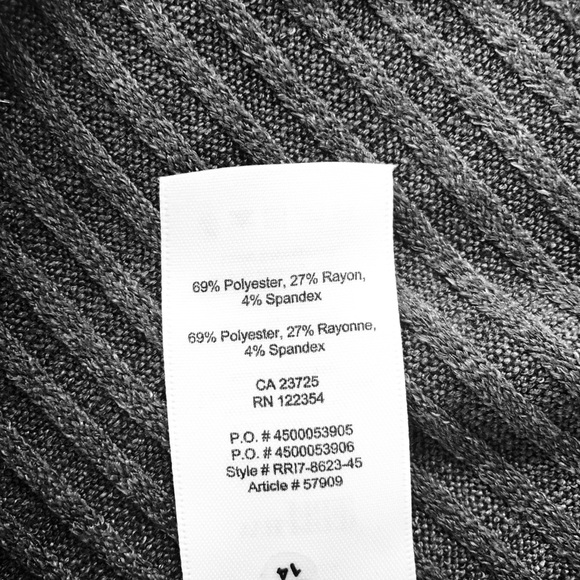 69% Polyester, 27% Rayon,
4% Spandex
69% Polyester, 27% Rayonne,
4% Spandex
CA 23725
RN 122354
P.O. # 4500053905
P.O. # 4500053906
Style # RRI7-8623-45
Article # 57909
14